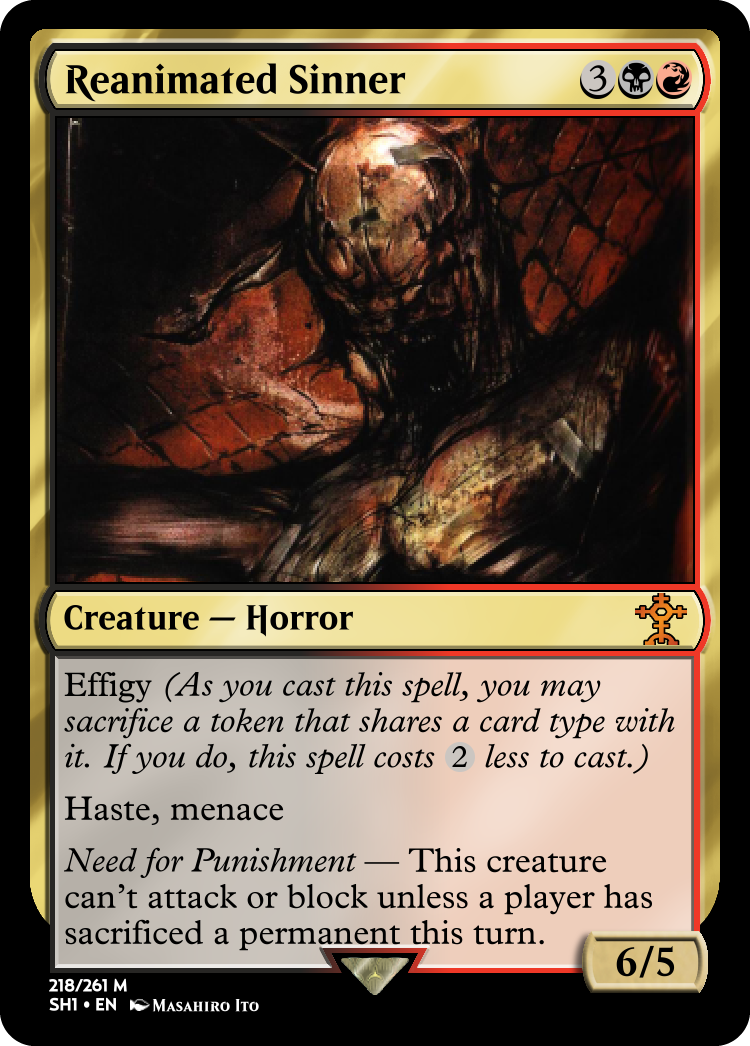 Reanimated Sinner 3
Creature — Horror
Effigy (As you cast this spell, you may
sacrifice a token that shares a card type with
it. If you do, this spell costs 2 less to cast.)
Haste, menace
Need for Punishment — This creature
can't attack or block unless a player has
sacrificed a permanent this turn.
6/5
218/261 M
SH1 • EN Masahiro Ito